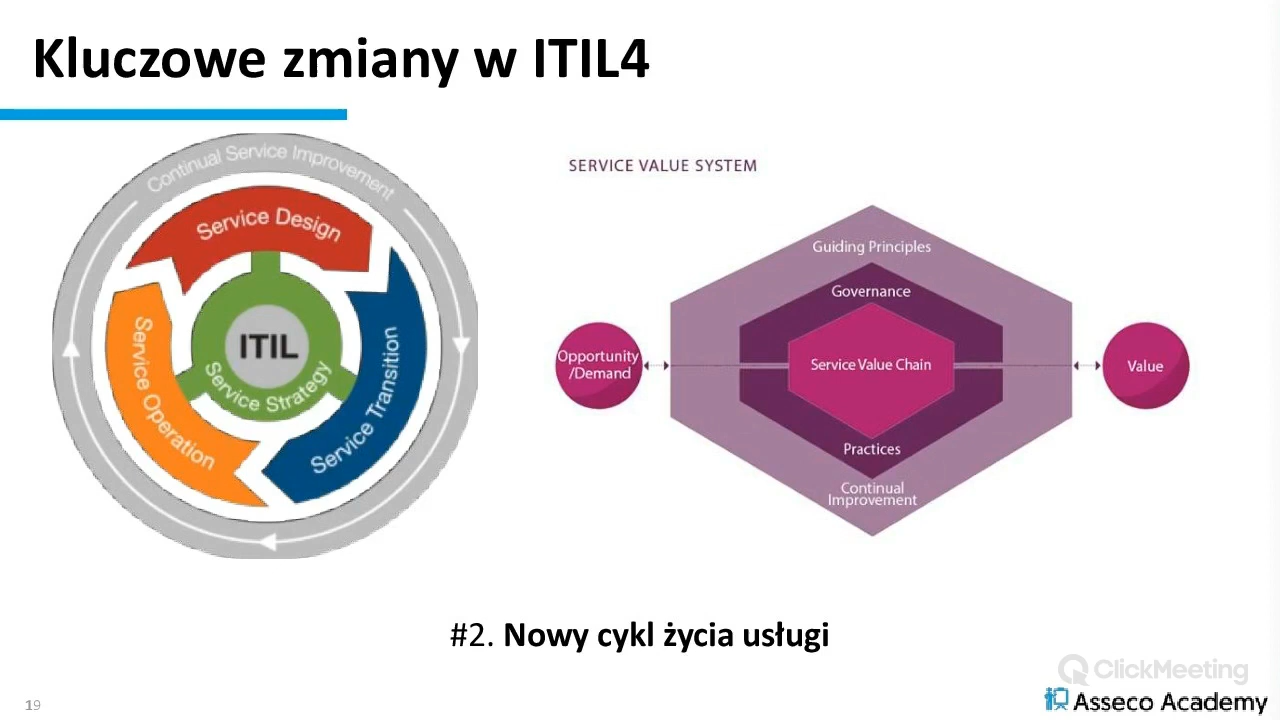 Kluczowe zmiany w ITIL4
Continual Service Improvement
Service Design
Service Transition
Service Operation
Service Strategy
ITIL
SERVICE VALUE SYSTEM
Guiding Principles
Governance
Opportunity
/Demand
Service Value Chain
Value
Practices
Continual
Improvement
#2. Nowy cykl życia usługi
ClickMeeting
19
Asseco Academy